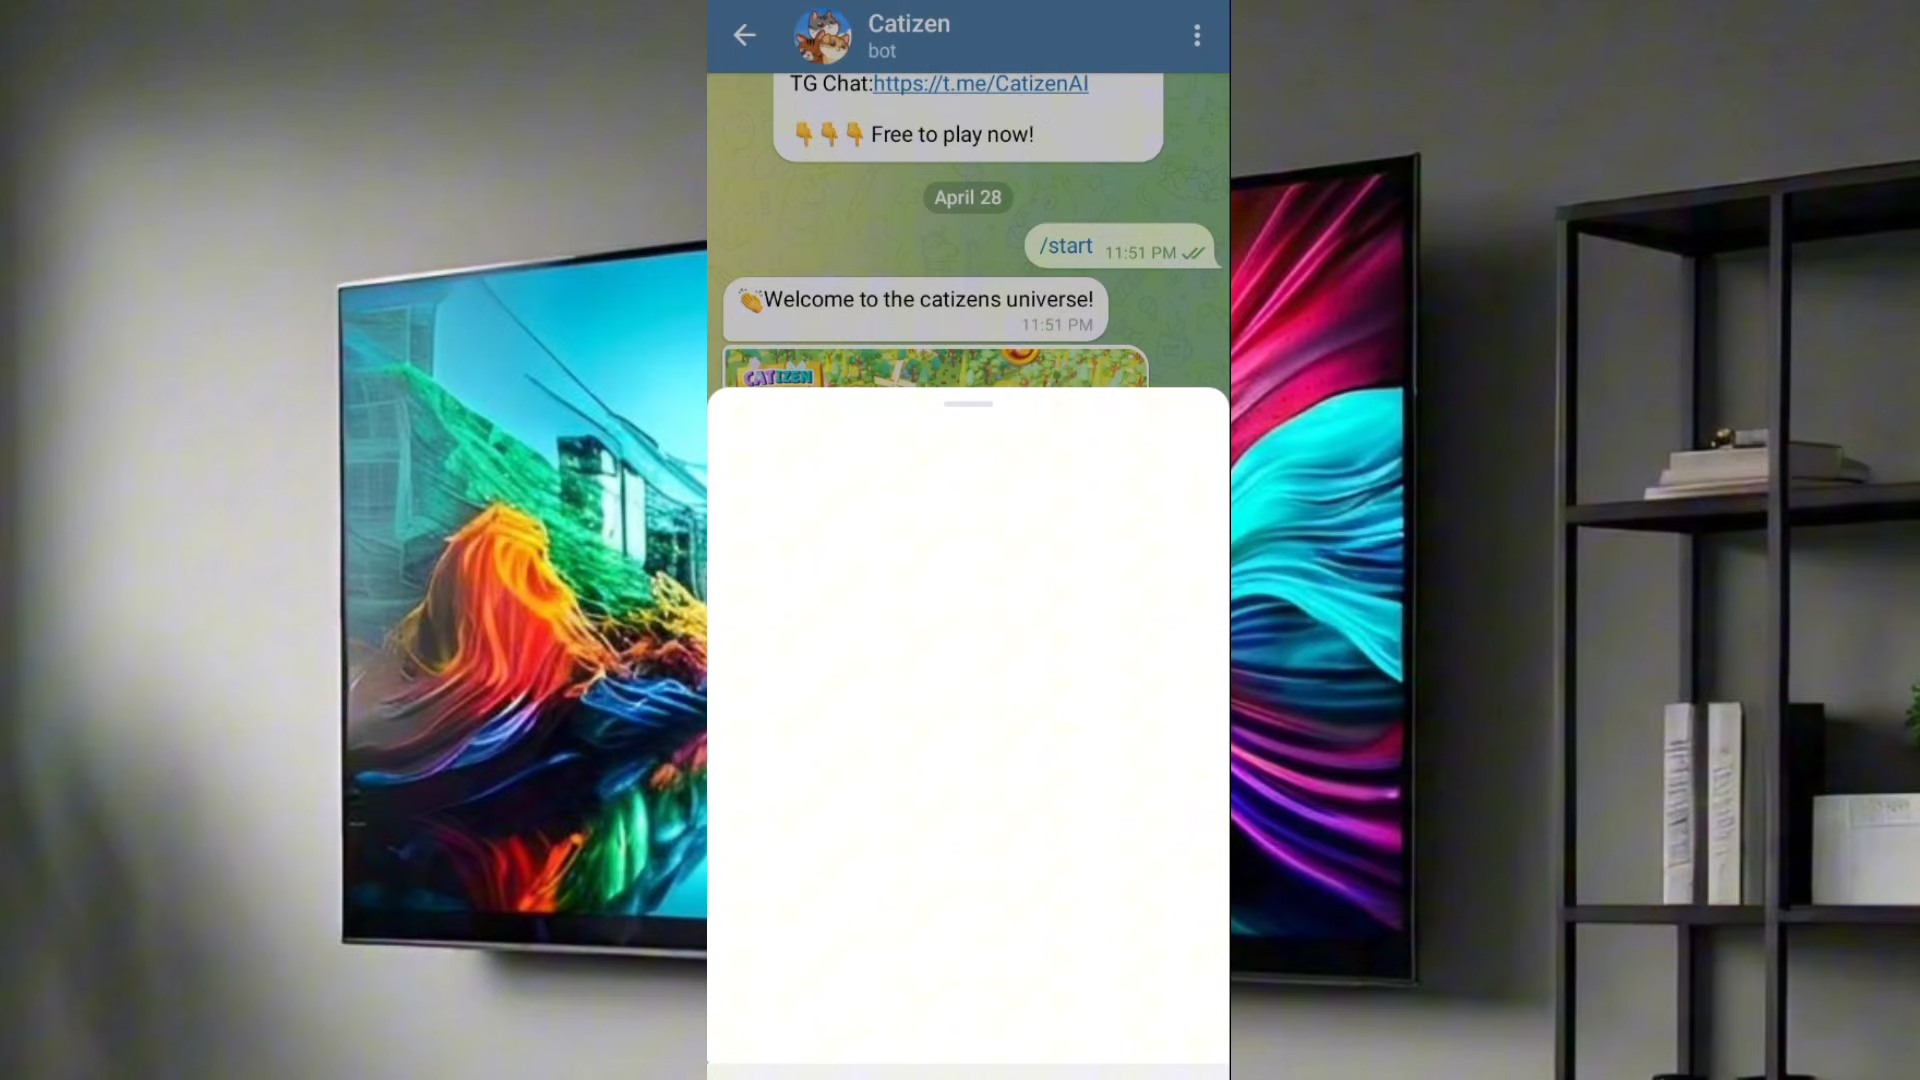 Catizen
bot
TG Chat:https://t.me/CatizenAI
👇👇👇 Free to play now!
April 28
/start 11:51 PM
👏Welcome to the catizens universe!
11:51 PM
CATIZEN